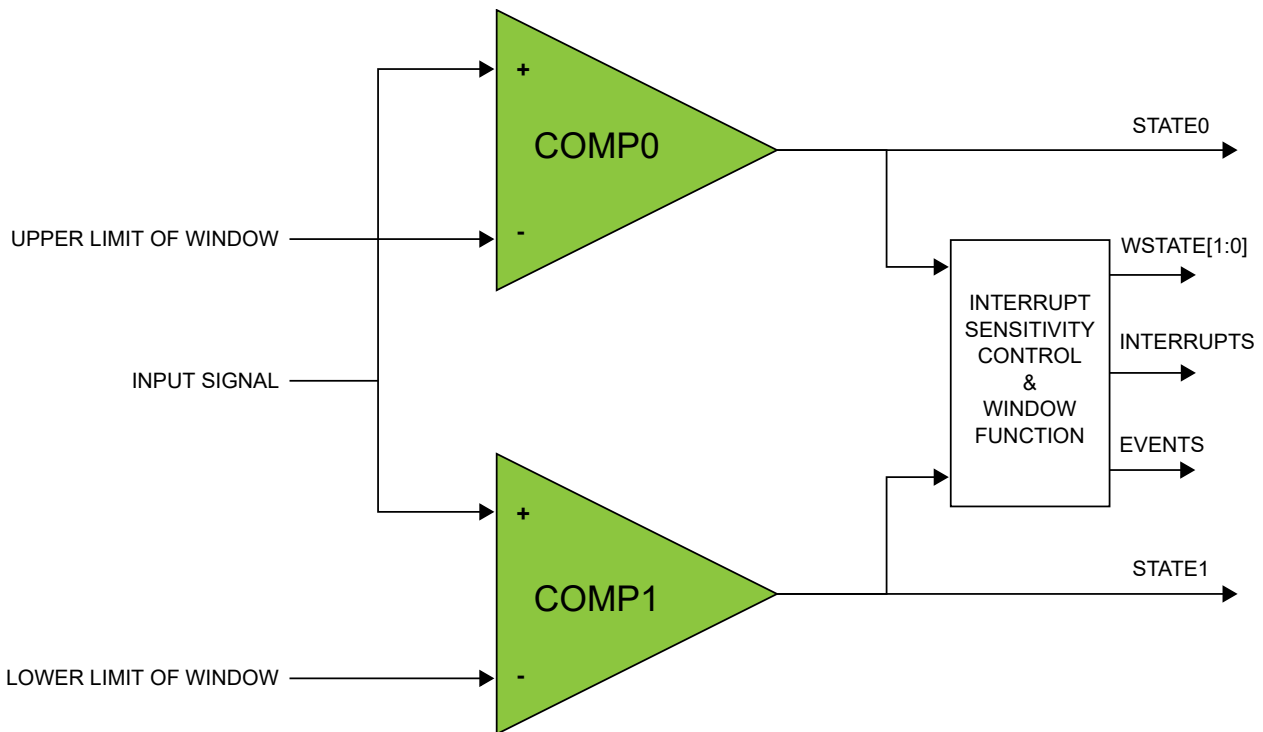 +
COMP0
-
STATE0
UPPER LIMIT OF WINDOW
WSTATE[1:0]
INTERRUPT
SENSITIVITY
CONTROL
&
WINDOW
FUNCTION
INTERRUPTS
EVENTS
INPUT SIGNAL
+
COMP1
-
STATE1
LOWER LIMIT OF WINDOW